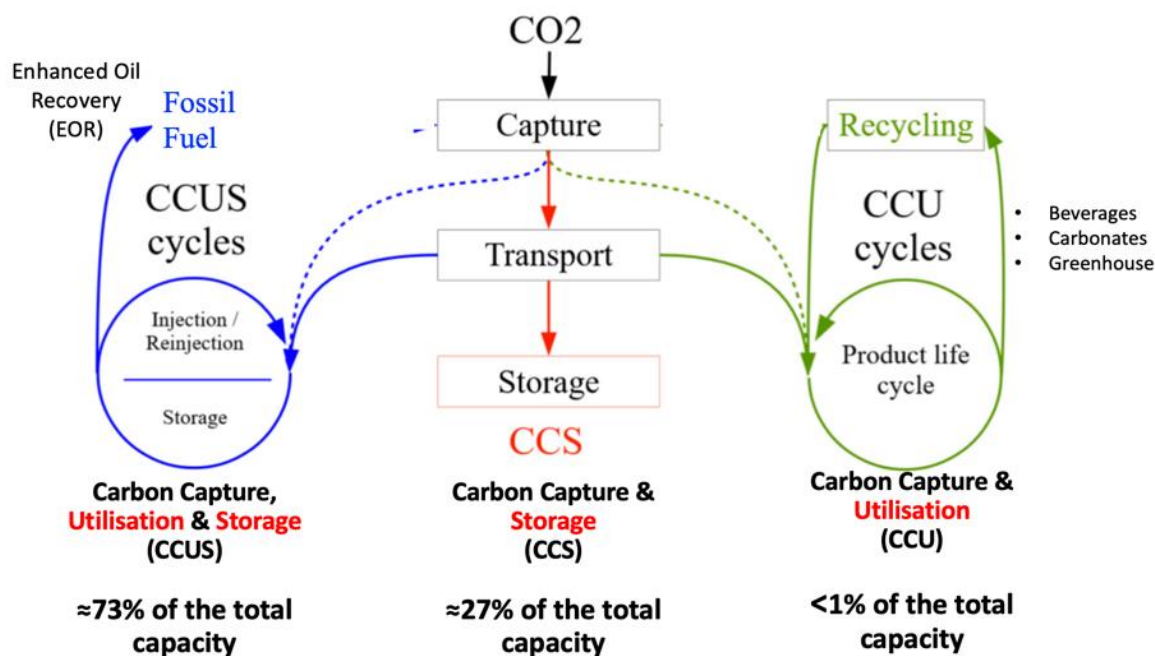 CO2
Enhanced Oil
Recovery
(EOR)
Fossil
Fuel
Capture
Recycling
CCUS
cycles
CCU
cycles
• Beverages
• Carbonates
• Greenhouse
Transport
Injection /
Reinjection
Storage
Storage
Product life
cycle
CCS
Carbon Capture,
Utilisation & Storage
(CCUS)
Carbon Capture &
Storage
(CCS)
Carbon Capture &
Utilisation
(CCU)
≈73% of the total
capacity
≈27% of the total
capacity
<1% of the total
capacity